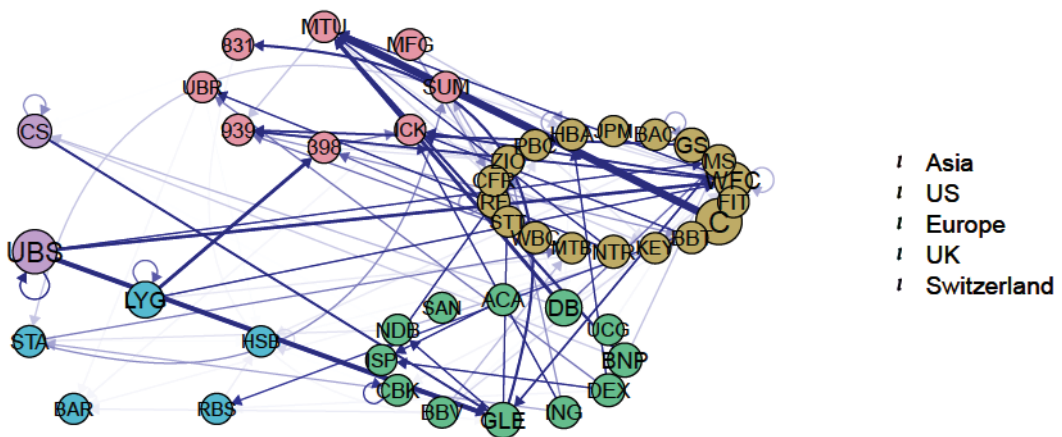 MTU
MFG
831
SUM
UBR
CS
939
398
ICK
PBC
HBA
JPM
BAC
GS
ZIO
MS
CFR
WFC
RF
FIT
STT
C
WBC
MTB
NTR
KEY
BBT
UBS
LYG
SAN
ACA
DB
STA
HSB
NDB
UCG
ISP
BNP
CBK
DEX
BAR
RBS
BBV
GLE
ING
ι Asia
ι US
ι Europe
ι UK
ι Switzerland